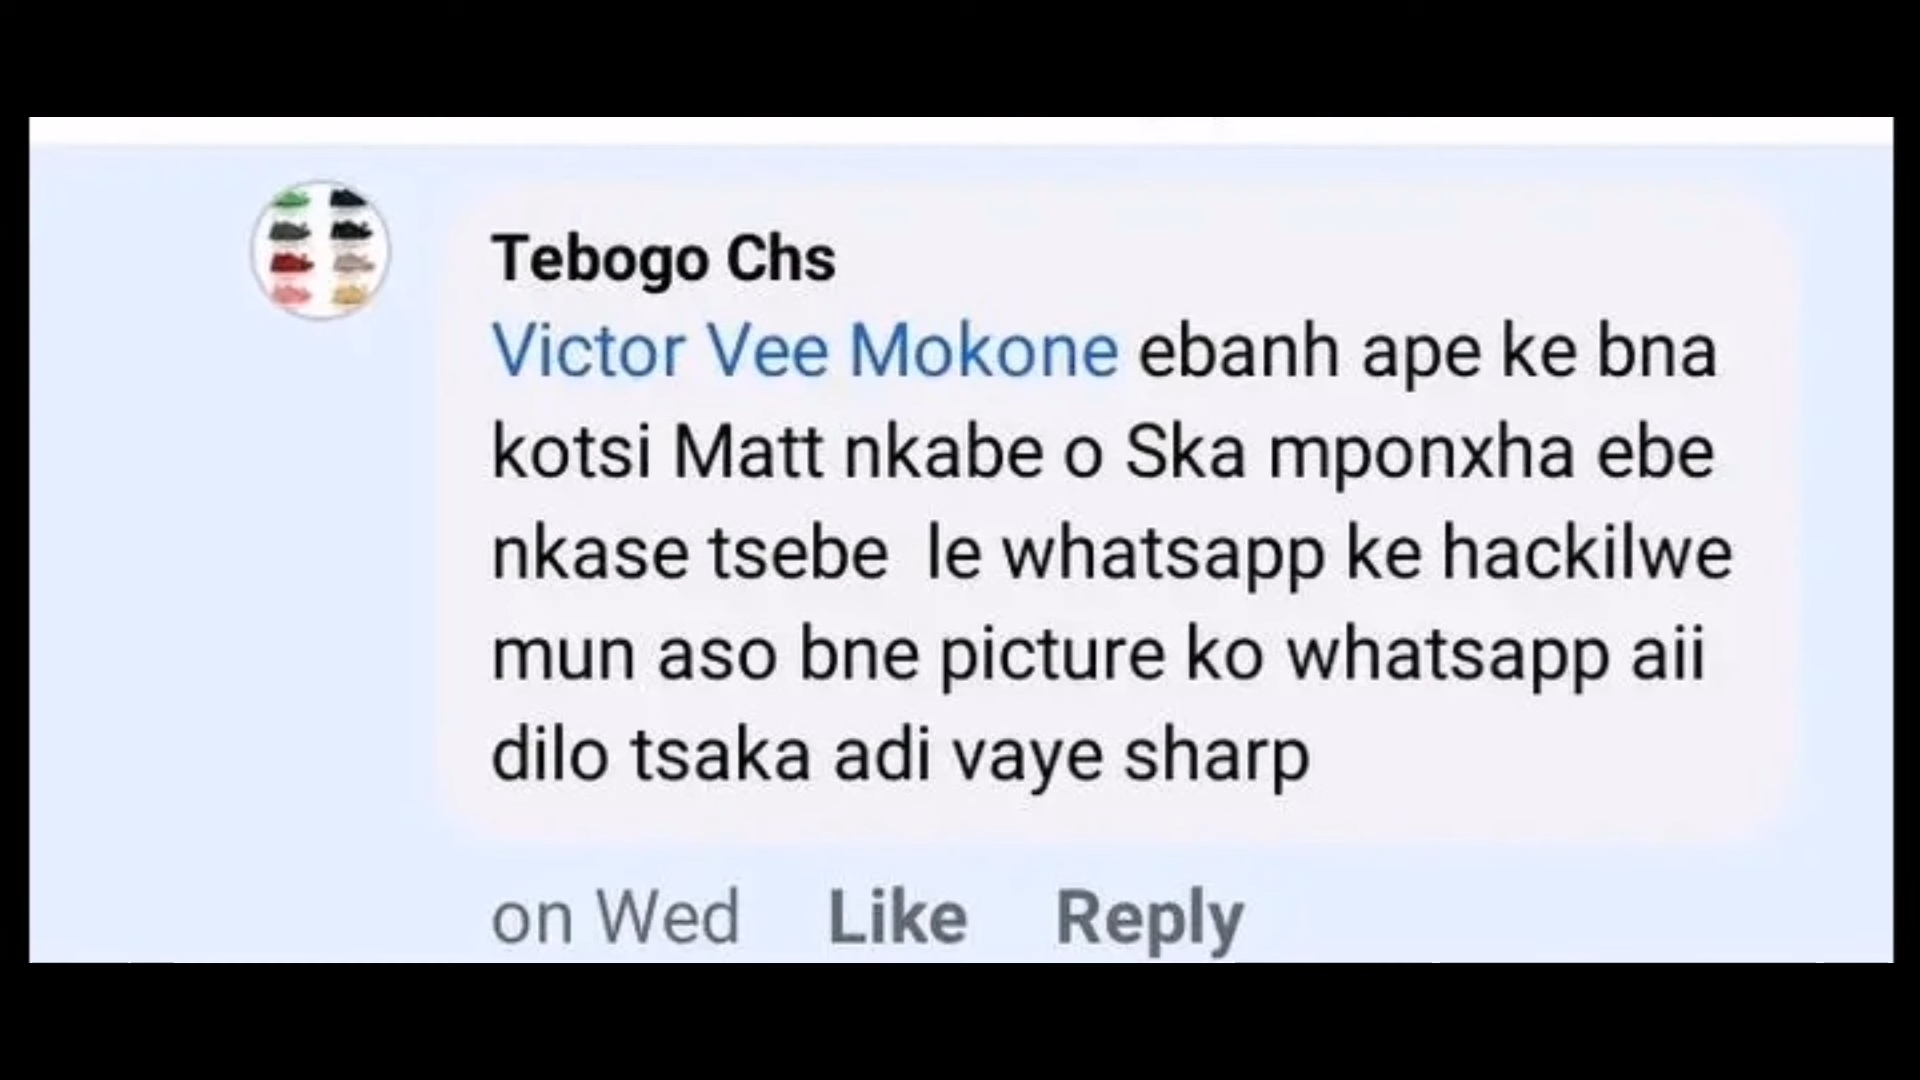 Tebogo Chs
Victor Vee Mokone ebanh ape ke bna
kotsi Matt nkabe o Ska mponxha ebe
nkase tsebe le whatsapp ke hackilwe
mun aso bne picture ko whatsapp aii
dilo tsaka adi vaye sharp
on Wed Like Reply